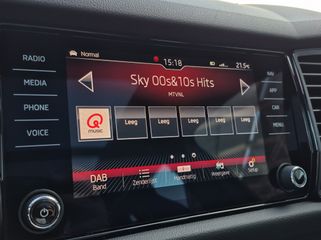 Normal
15:18
21.5°
RADIO
MEDIA
PHONE
VOICE
Sky 00s&10s Hits
MTVNL
NAV
APP
CAR
MENU
Q
music
Leeg
Leeg
Leeg
Leeg
Leeg
DAB
Band
Zenderlijst
Handmatig
Weergeven
Setup